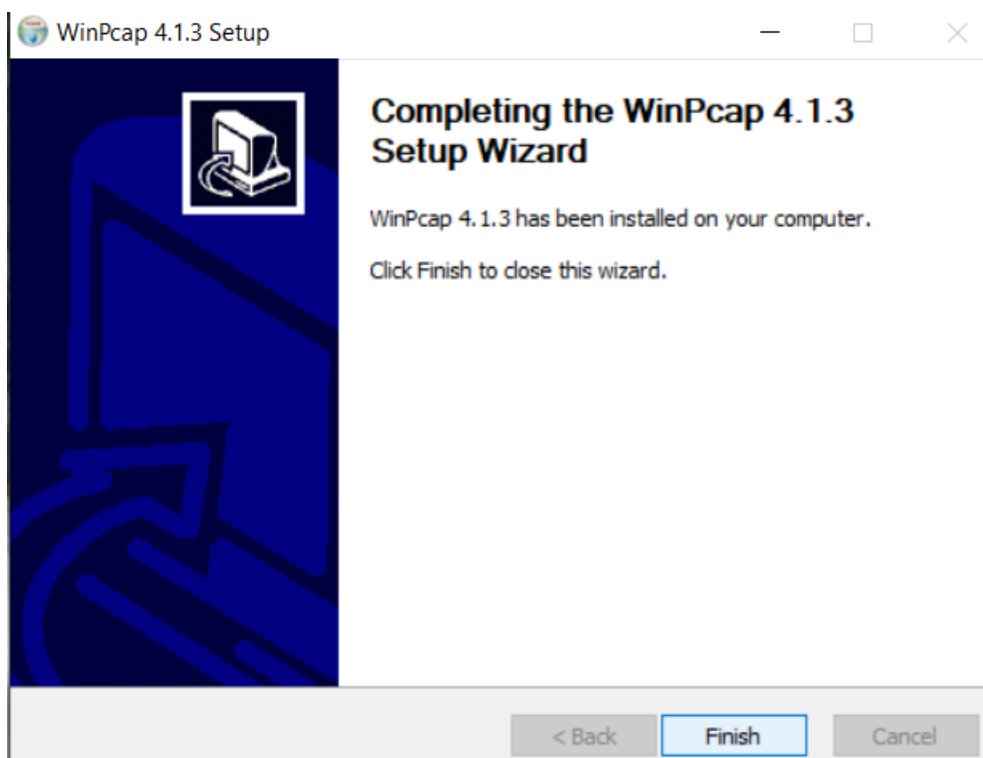 WinPcap 4.1.3 Setup
Completing the WinPcap 4.1.3
Setup Wizard
WinPcap 4.1.3 has been installed on your computer.
Click Finish to close this wizard.
< Back
Finish
Cancel